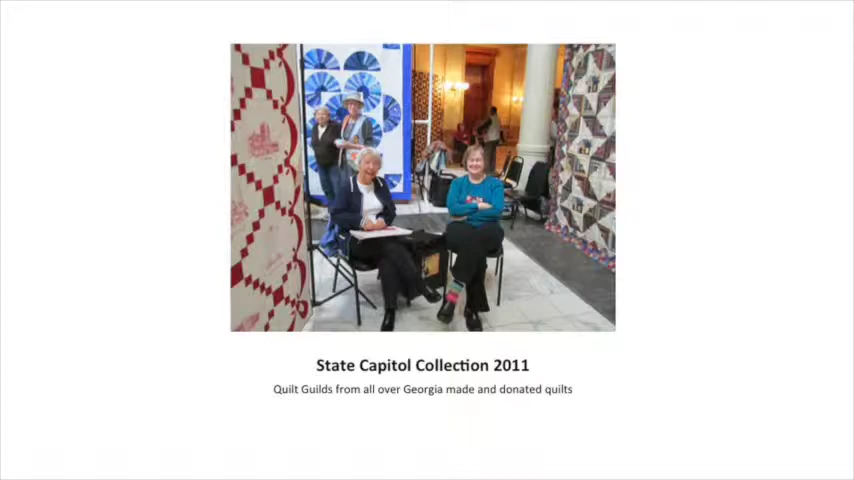 State Capitol Collection 2011
Quilt Guilds from all over Georgia made and donated quilts